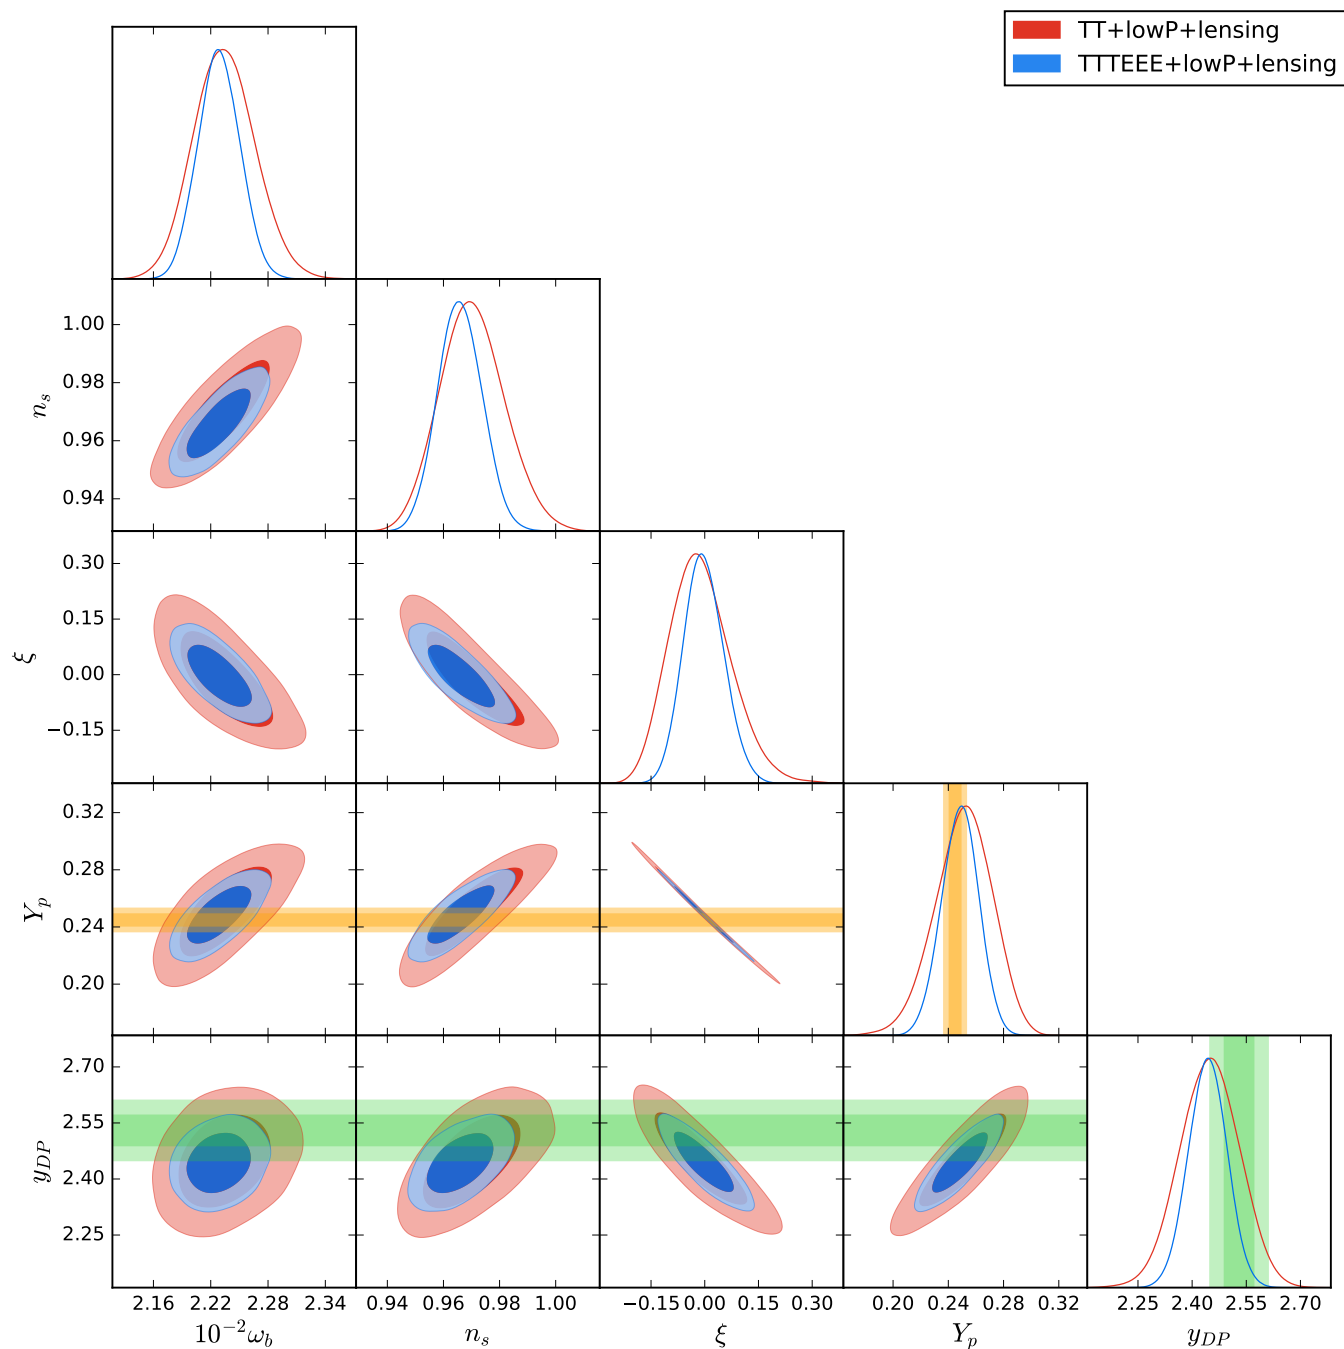 TT+lowP+lensing
TTTEEE+lowP+lensing
1.00
0.98
0.96
0.94
n_s
0.30
0.15
0.00
−0.15
ξ
0.32
0.28
0.24
0.20
Y_p
2.70
2.55
2.40
2.25
y_{DP}
2.16 2.22 2.28 2.34 0.94 0.96 0.98 1.00 −0.15 0.00 0.15 0.30 0.20 0.24 0.28 0.32 2.25 2.40 2.55 2.70
10^{−2}ω_b n_s ξ Y_p y_{DP}